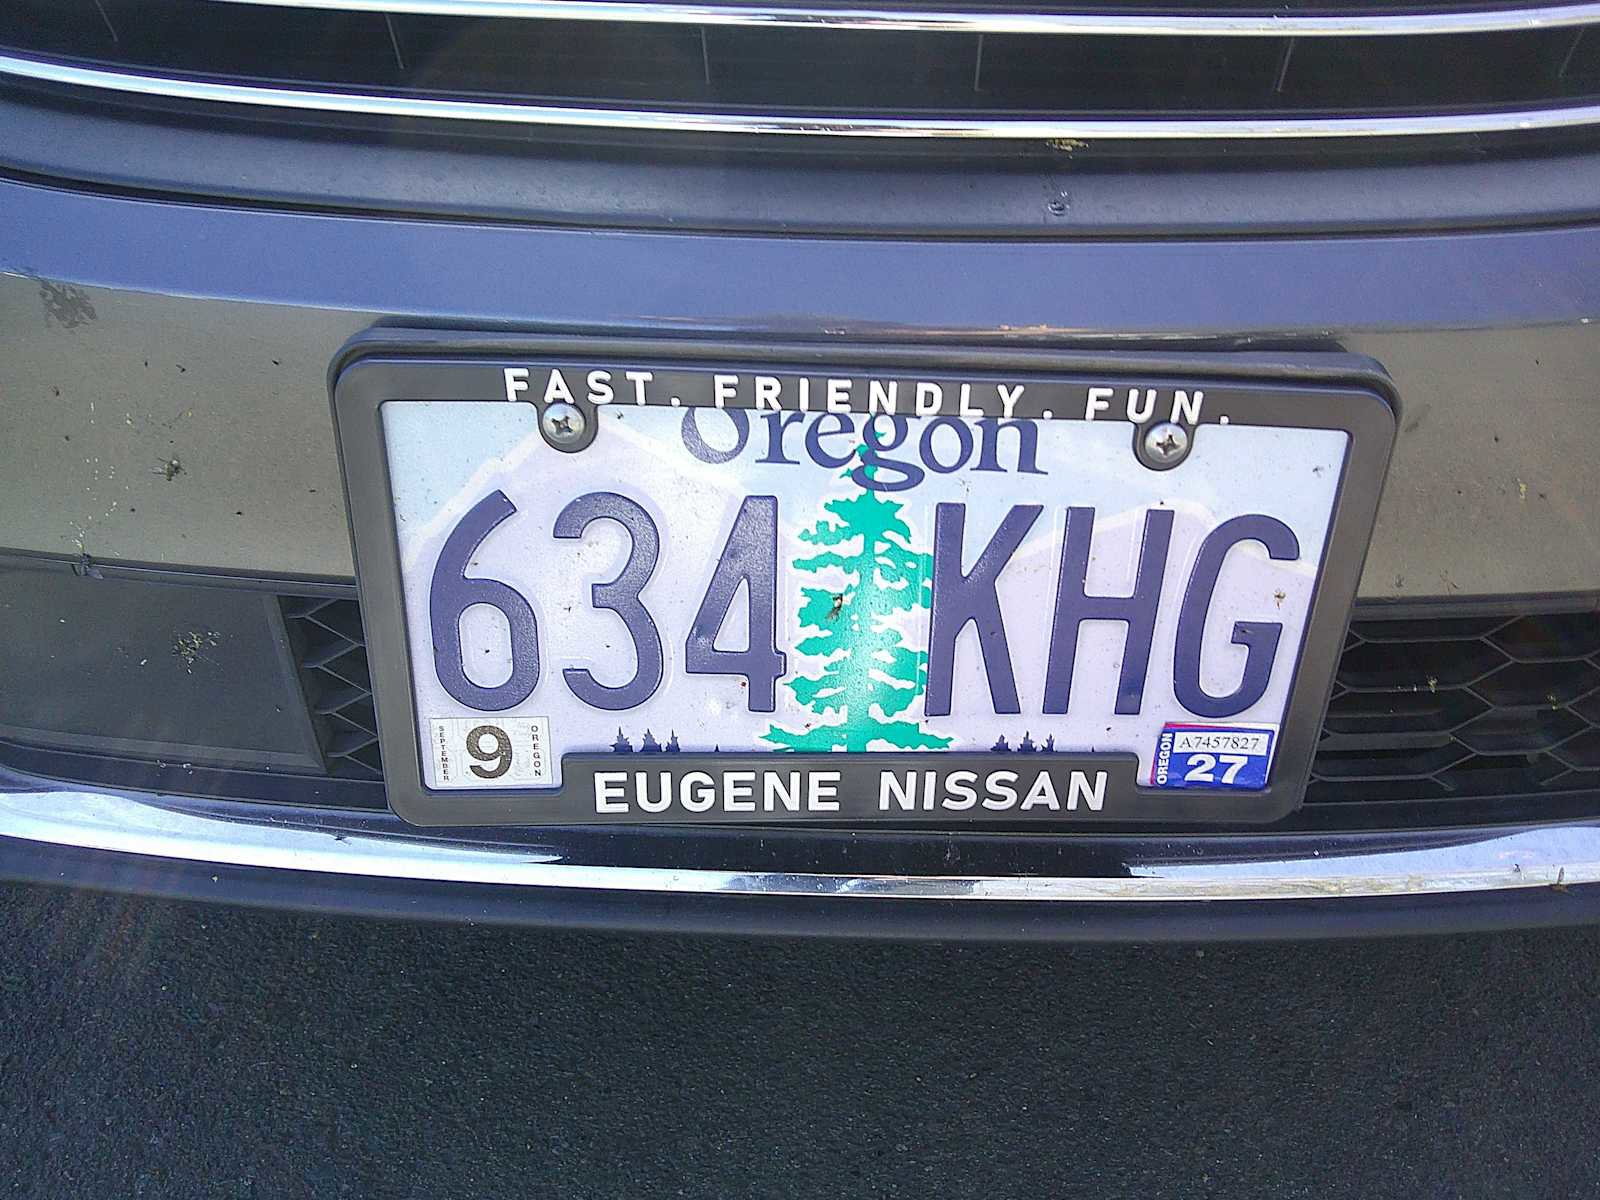 FAST. FRIENDLY. FUN.
Oregon
634 KHG
SEPTEMBER
9
OREGON
OREGON
A7457827
27
EUGENE NISSAN